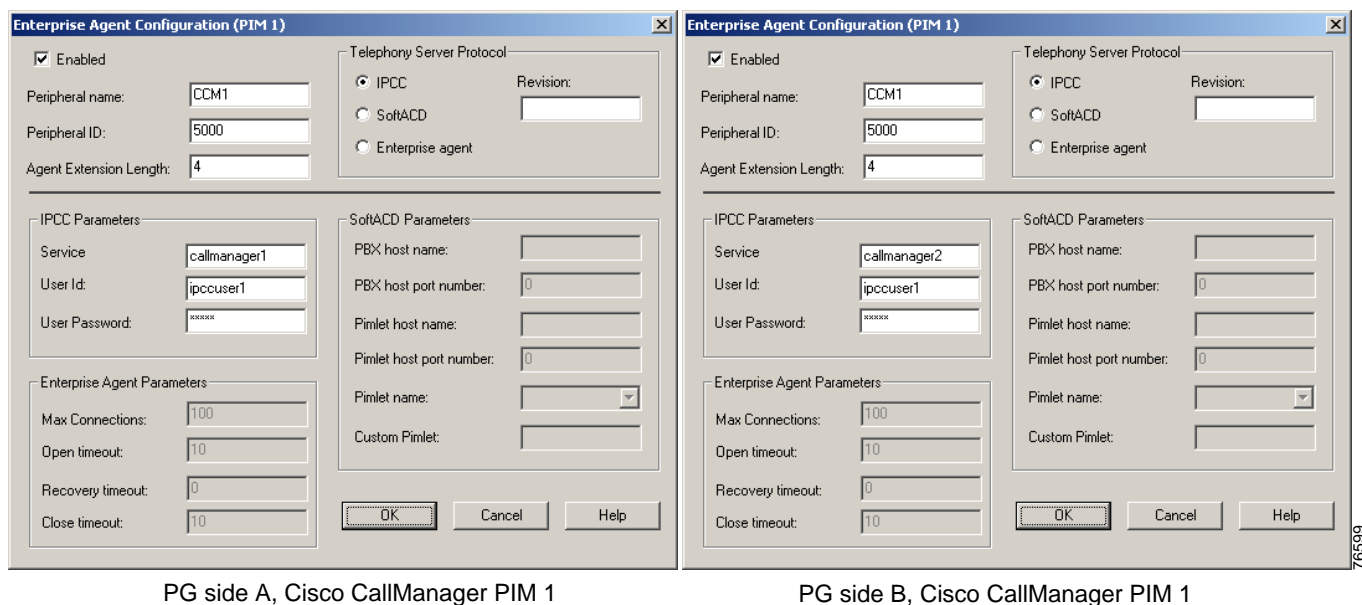 Enterprise Agent Configuration (PIM 1)
Enabled
Peripheral name: CCM1
Peripheral ID: 5000
Agent Extension Length: 4
Telephony Server Protocol
IPCC
Revision:
SoftACD
Enterprise agent
IPCC Parameters
Service callmanager1
User Id: ipccuser1
User Password: xxxxx
Enterprise Agent Parameters
Max Connections: 100
Open timeout: 10
Recovery timeout: 0
Close timeout: 10
SoftACD Parameters
PBX host name:
PBX host port number: 0
Pimlet host name:
Pimlet host port number: 0
Pimlet name:
Custom Pimlet:
OK Cancel Help
PG side A, Cisco CallManager PIM 1
Enterprise Agent Configuration (PIM 1)
Enabled
Peripheral name: CCM1
Peripheral ID: 5000
Agent Extension Length: 4
Telephony Server Protocol
IPCC
Revision:
SoftACD
Enterprise agent
IPCC Parameters
Service callmanager2
User Id: ipccuser1
User Password: xxxxx
Enterprise Agent Parameters
Max Connections: 100
Open timeout: 10
Recovery timeout: 0
Close timeout: 10
SoftACD Parameters
PBX host name:
PBX host port number: 0
Pimlet host name:
Pimlet host port number: 0
Pimlet name:
Custom Pimlet:
OK Cancel Help
PG side B, Cisco CallManager PIM 1
76599